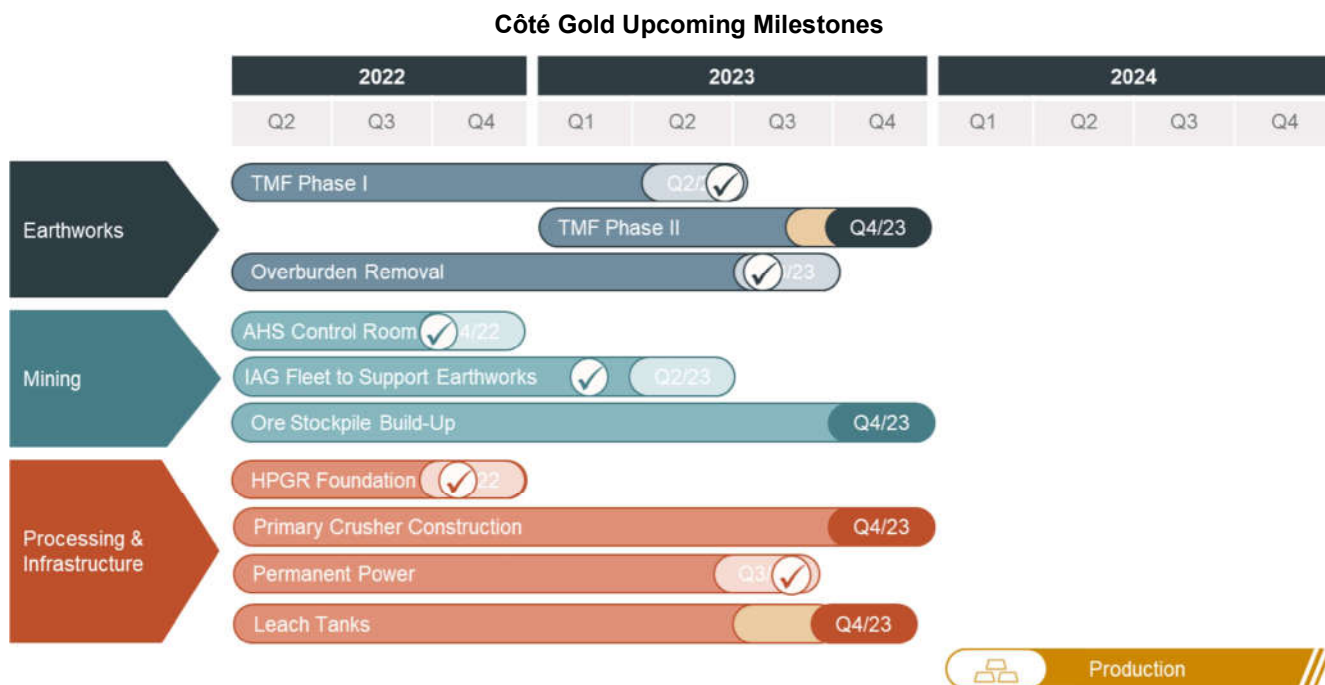 Côté Gold Upcoming Milestones
2022 2023 2024
Q2 Q3 Q4 Q1 Q2 Q3 Q4 Q1 Q2 Q3 Q4
Earthworks
TMF Phase I
TMF Phase II Q4/23
Overburden Removal
Mining
AHS Control Room
IAG Fleet to Support Earthworks Q2/23
Ore Stockpile Build-Up Q4/23
Processing &
Infrastructure
HPGR Foundation
Primary Crusher Construction Q4/23
Permanent Power
Leach Tanks Q4/23
Production